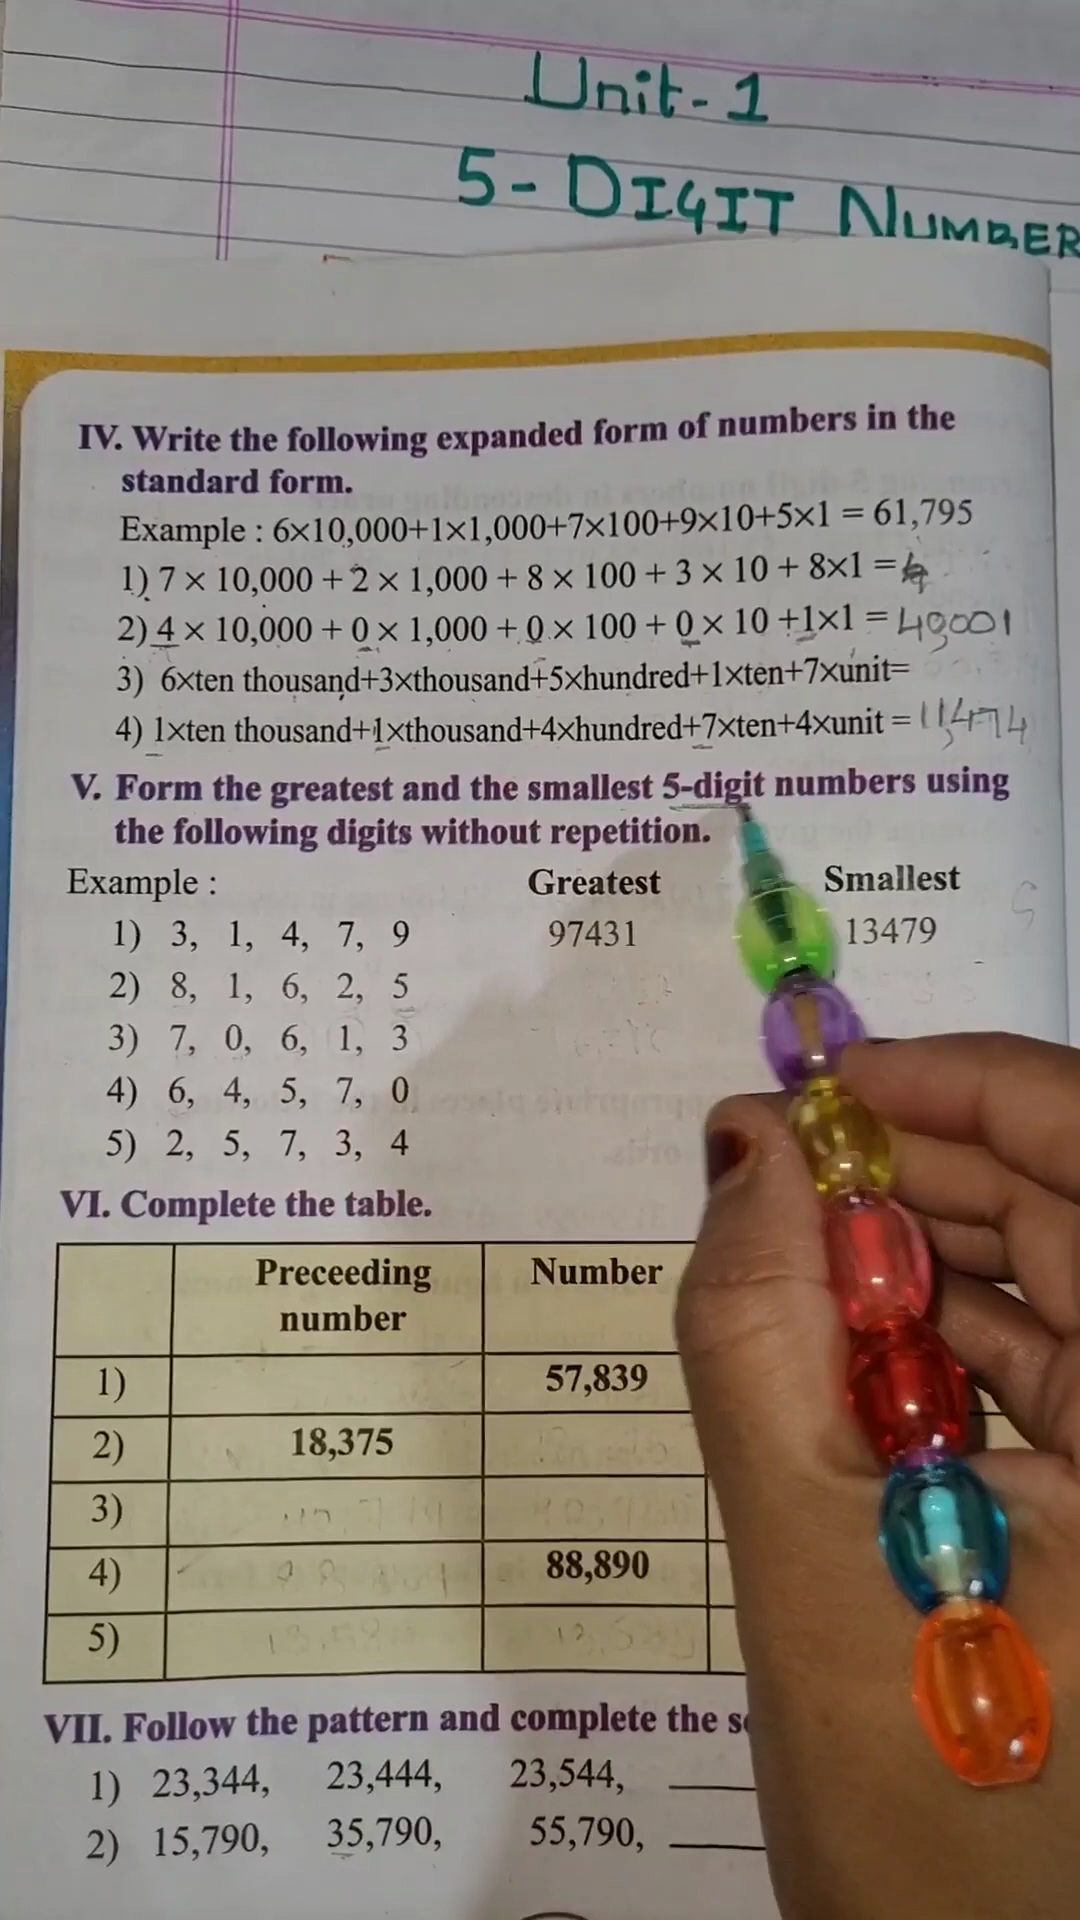 Unit-1
5-DIGIT NUMBER
IV. Write the following expanded form of numbers in the
standard form.
Example : 6×10,000+1×1,000+7×100+9×10+5×1 = 61,795
1) 7 × 10,000 + 2 × 1,000 + 8 × 100 + 3 × 10 + 8×1 =
2) 4 × 10,000 + 0 × 1,000 + 0 × 100 + 0 × 10 +1×1 = 40,001
3) 6×ten thousand+3×thousand+5×hundred+1×ten+7×unit=
4) 1×ten thousand+1×thousand+4×hundred+7×ten+4×unit = 11,474
V. Form the greatest and the smallest 5-digit numbers using
the following digits without repetition.
Example : Greatest Smallest
1) 3, 1, 4, 7, 9 97431 13479
2) 8, 1, 6, 2, 5
3) 7, 0, 6, 1, 3
4) 6, 4, 5, 7, 0
5) 2, 5, 7, 3, 4
VI. Complete the table.
Preceeding number Number
1) 57,839
2) 18,375
3)
4) 88,890
5)
VII. Follow the pattern and complete the
1) 23,344, 23,444, 23,544,
2) 15,790, 35,790, 55,790,